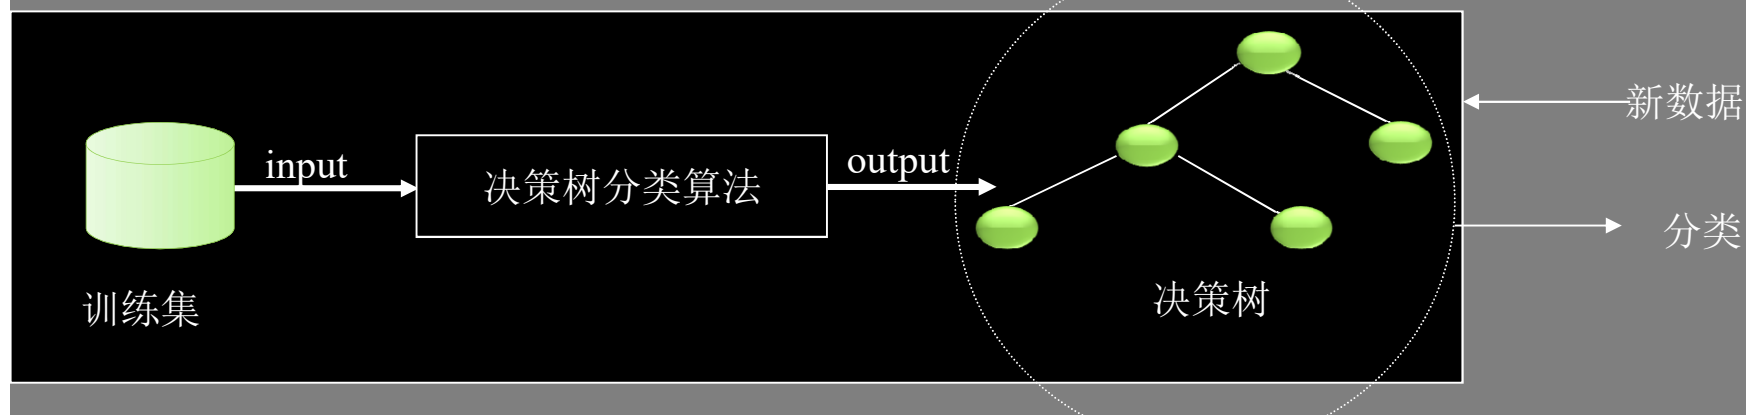 input
决策树分类算法
output
训练集
决策树
新数据
分类